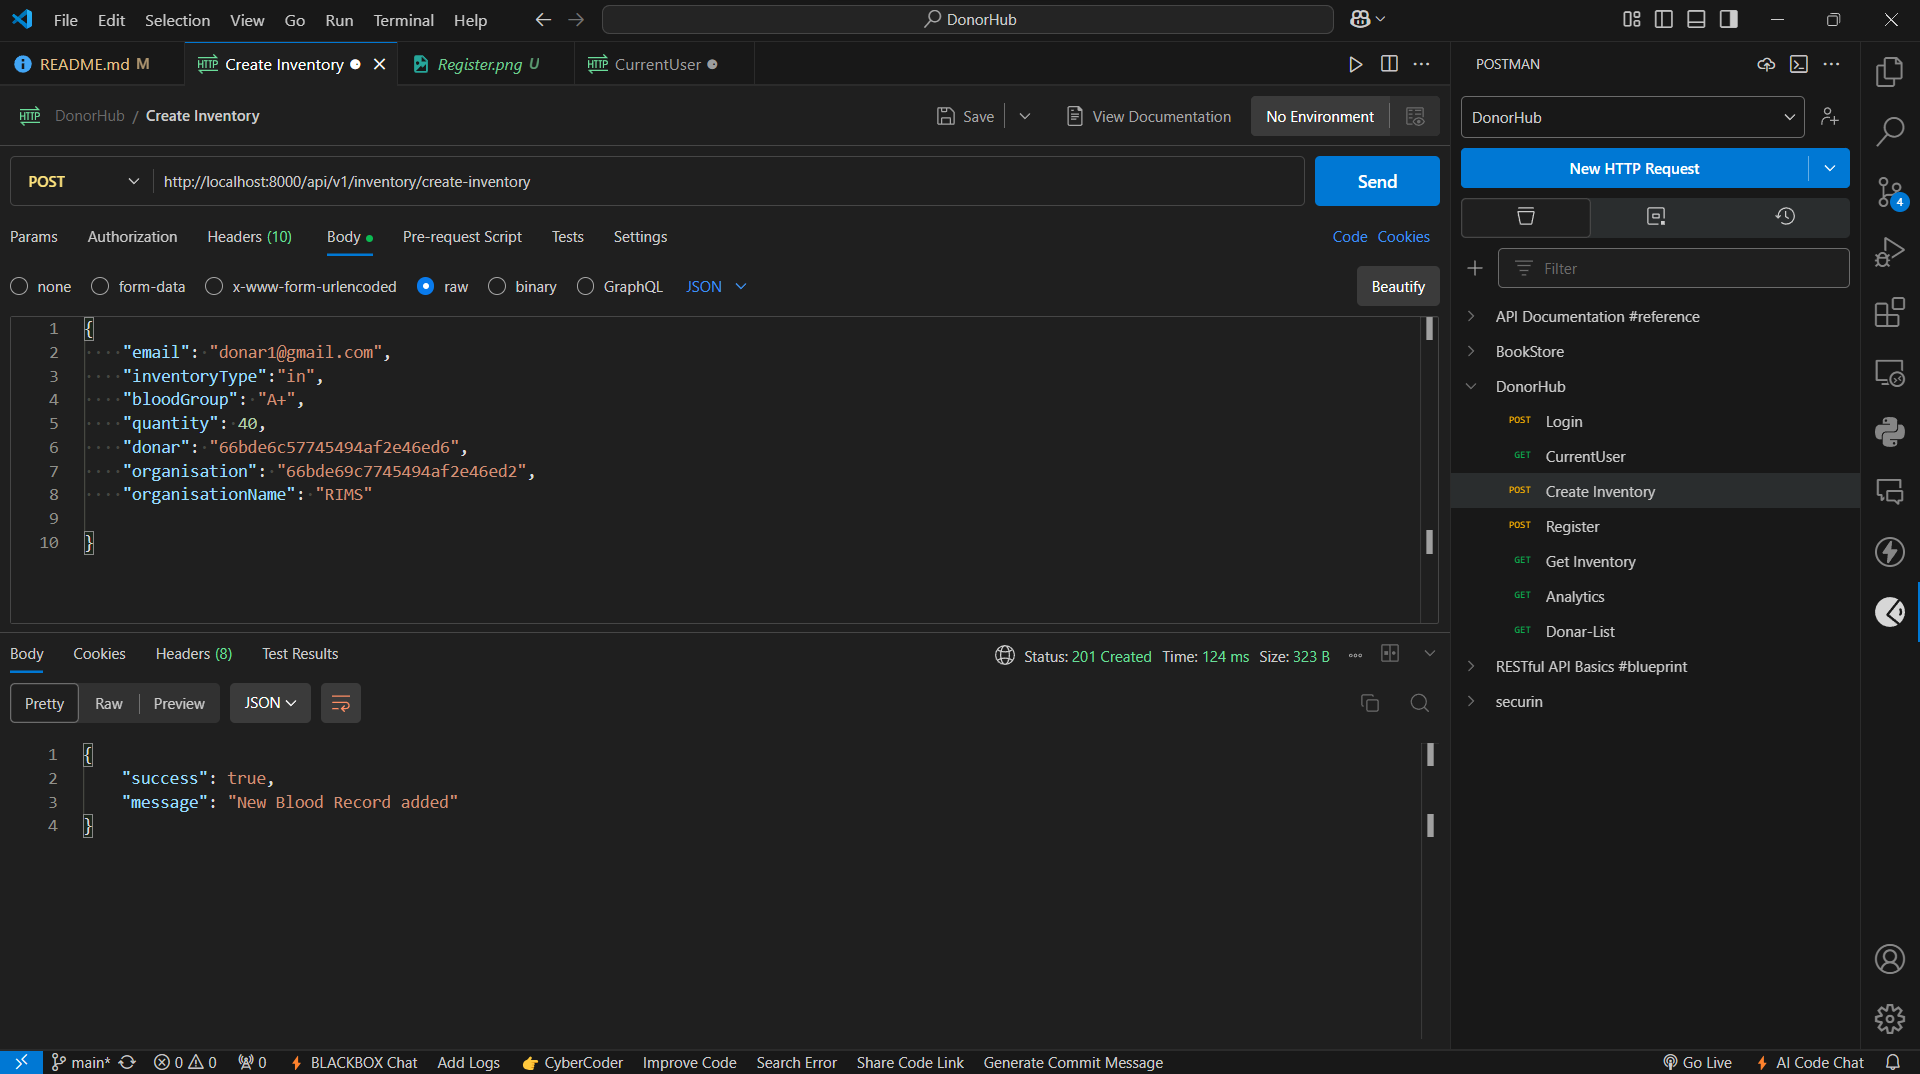 File Edit Selection View Go Run Terminal Help DonorHub
README.md M Create Inventory Register.png U CurrentUser
POSTMAN
HTTP DonorHub / Create Inventory Save View Documentation No Environment
DonorHub
POST http://localhost:8000/api/v1/inventory/create-inventory Send
New HTTP Request
Params Authorization Headers (10) Body Pre-request Script Tests Settings Code Cookies
none form-data x-www-form-urlencoded raw binary GraphQL JSON Beautify
Filter
1 {
2 "email": "donar1@gmail.com",
3 "inventoryType":"in",
4 "bloodGroup": "A+",
5 "quantity": 40,
6 "donar": "66bde6c57745494af2e46ed6",
7 "organisation": "66bde69c7745494af2e46ed2",
8 "organisationName": "RIMS"
9
10 }
API Documentation #reference
BookStore
DonorHub
POST Login
GET CurrentUser
POST Create Inventory
POST Register
GET Get Inventory
GET Analytics
GET Donar-List
RESTful API Basics #blueprint
securin
4
Body Cookies Headers (8) Test Results Status: 201 Created Time: 124 ms Size: 323 B
Pretty Raw Preview JSON
1 {
2 "success": true,
3 "message": "New Blood Record added"
4 }
main* 0 0 0 BLACKBOX Chat Add Logs CyberCoder Improve Code Search Error Share Code Link Generate Commit Message Go Live AI Code Chat